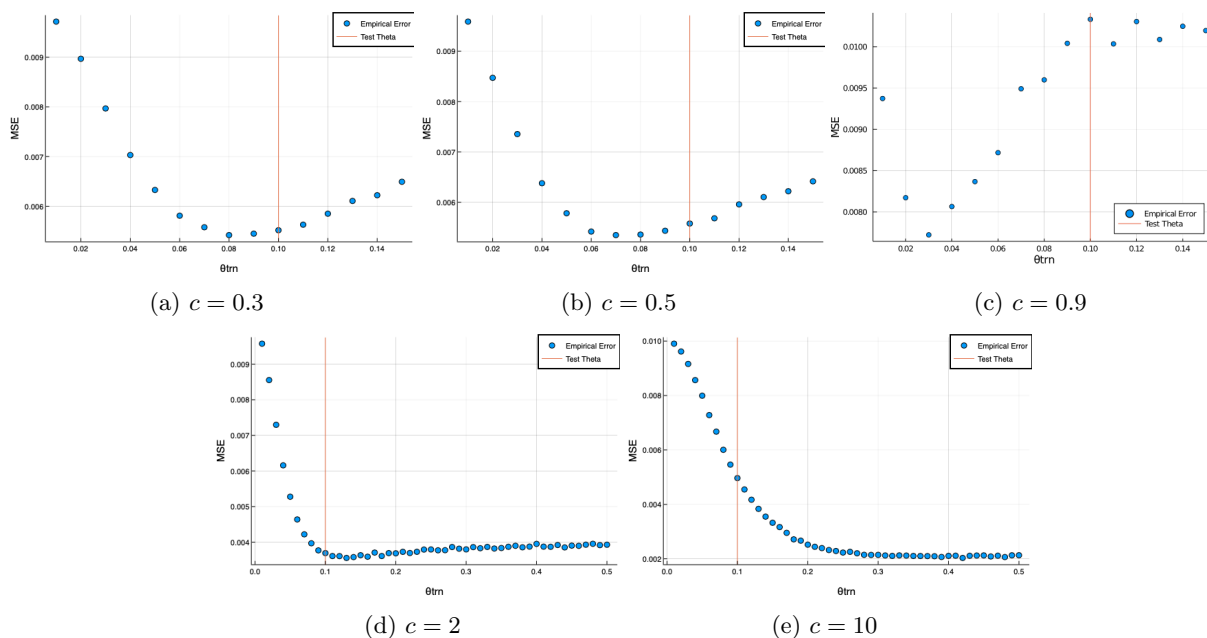 Empirical Error
Test Theta
MSE
0.009
0.008
0.007
0.006
0.02 0.04 0.06 0.08 0.10 0.12 0.14
θtrn
(a) c = 0.3
Empirical Error
Test Theta
MSE
0.009
0.008
0.007
0.006
0.02 0.04 0.06 0.08 0.10 0.12 0.14
θtrn
(b) c = 0.5
MSE
0.0100
0.0095
0.0090
0.0085
0.0080
Empirical Error
Test Theta
0.02 0.04 0.06 0.08 0.10 0.12 0.14
θtrn
(c) c = 0.9
Empirical Error
Test Theta
MSE
0.009
0.008
0.007
0.006
0.005
0.004
0.0 0.1 0.2 0.3 0.4 0.5
θtrn
(d) c = 2
Empirical Error
Test Theta
MSE
0.010
0.008
0.006
0.004
0.002
0.0 0.1 0.2 0.3 0.4 0.5
θtrn
(e) c = 10